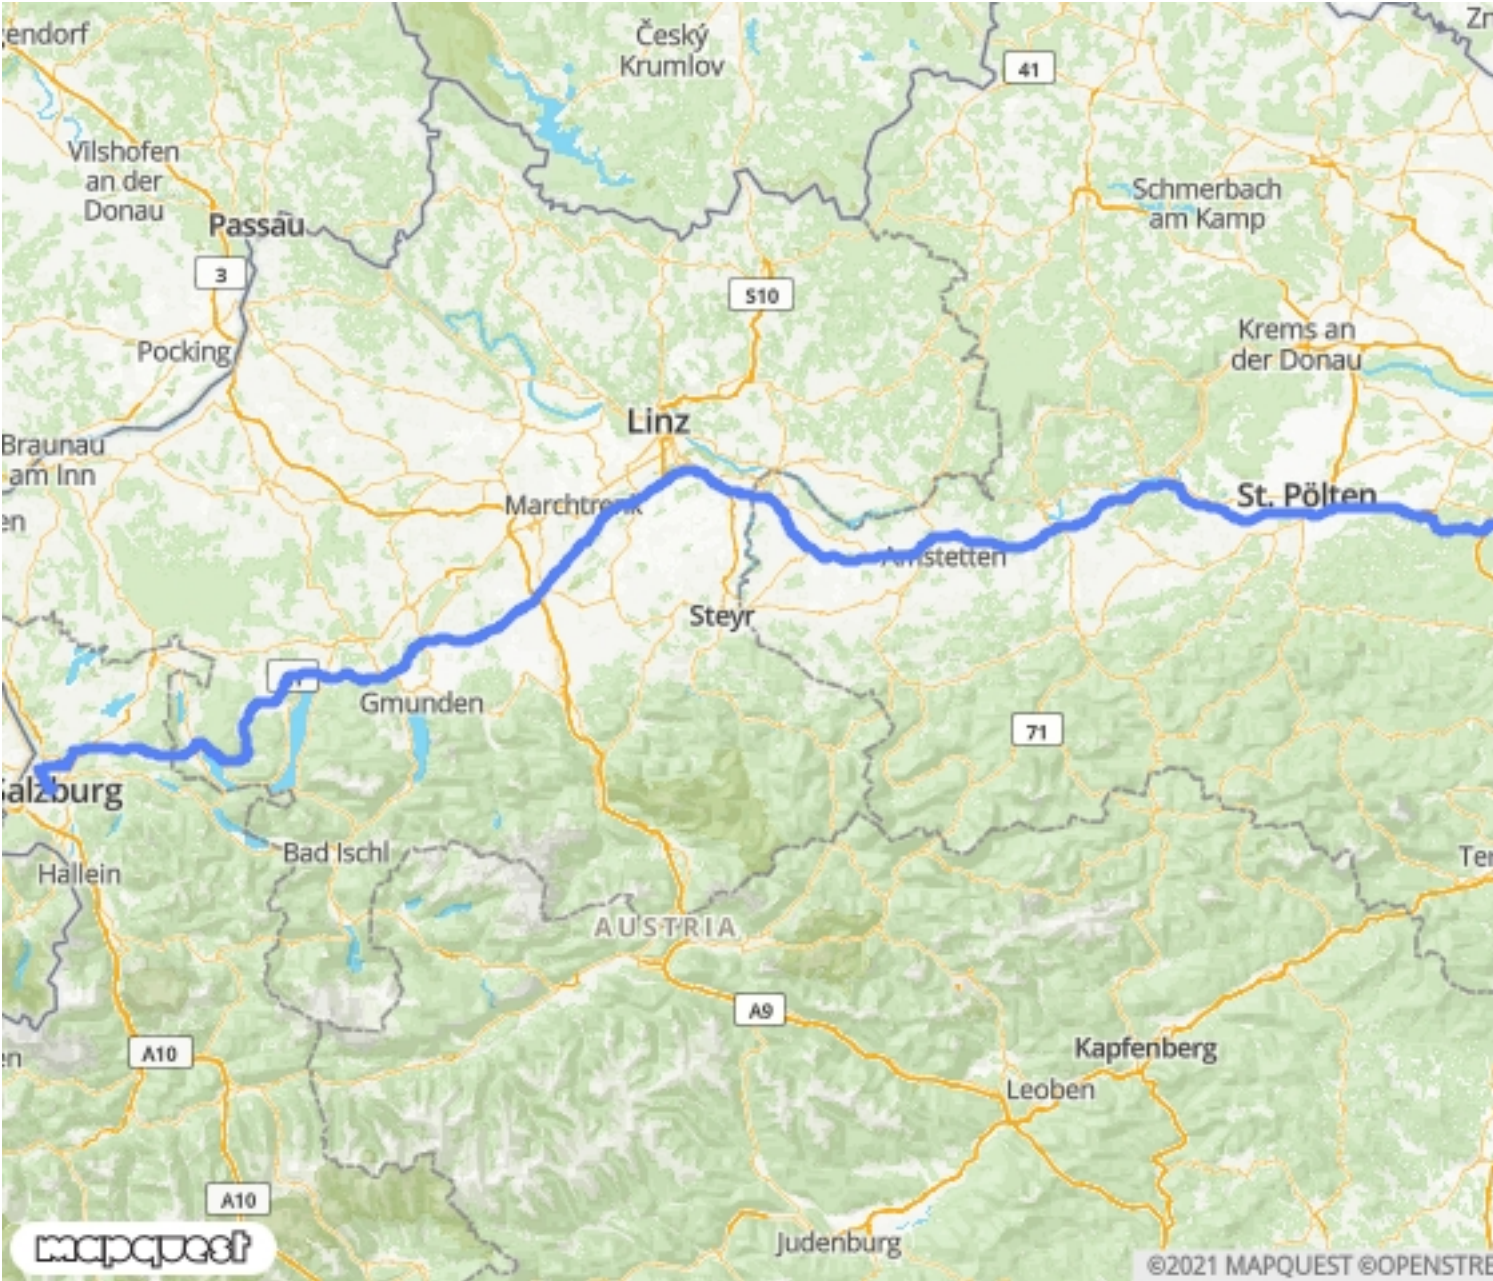 Český
Krumlov
41
Vilshofen
an der
Donau
Schmerbach
am Kamp
Passau
3
S10
Krems an
der Donau
Pocking
Linz
Braunau
am Inn
St. Pölten
Marchtrenk
Amstetten
Steyr
Gmunden
71
Salzburg
Bad Ischl
Hallein
AUSTRIA
A9
Kapfenberg
A10
Leoben
A10
Judenburg
mapquest
©2021 MAPQUEST ©OPENSTRE